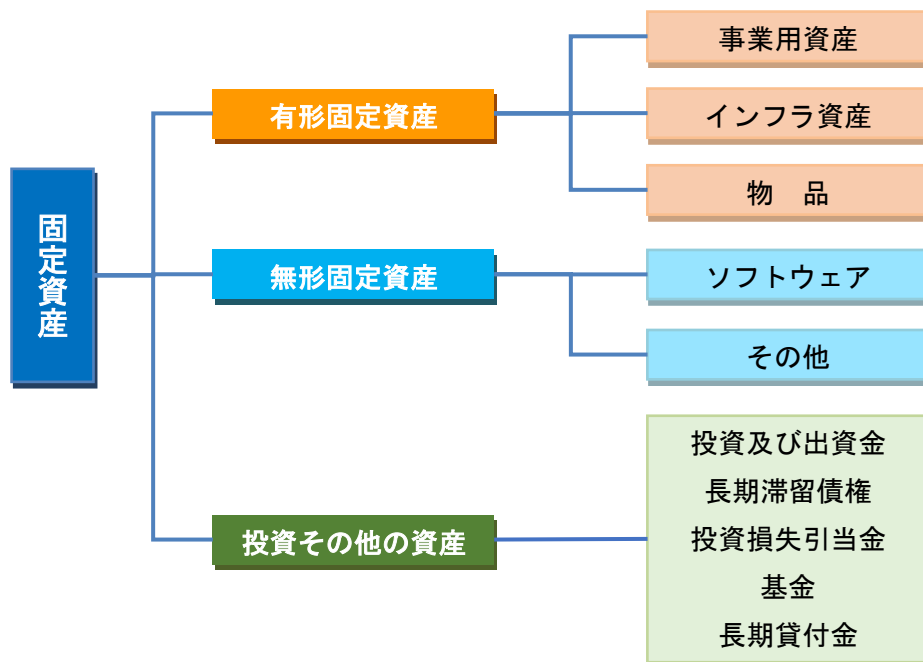 固定資産
有形固定資産
事業用資産
インフラ資産
物　品
無形固定資産
ソフトウェア
その他
投資その他の資産
投資及び出資金
長期滞留債権
投資損失引当金
基金
長期貸付金